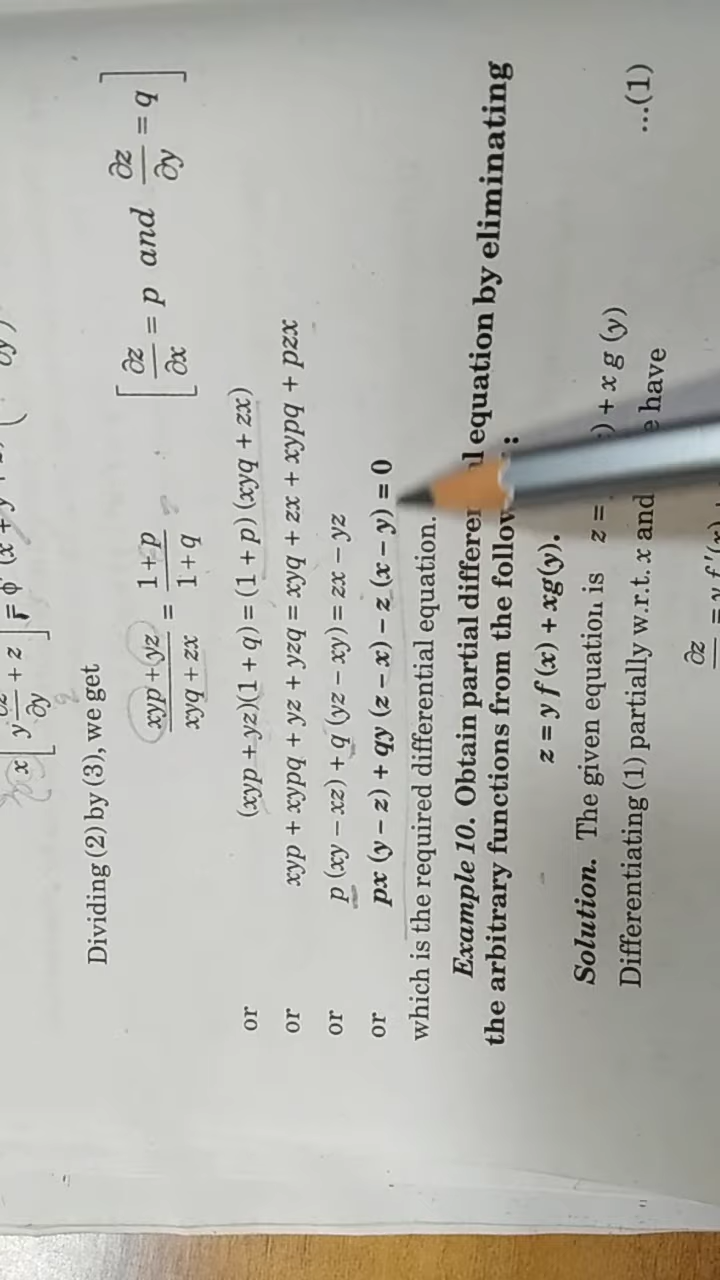 x [ y ∂z/∂y + z ] = φ' (x + y
Dividing (2) by (3), we get
(xyp + yz)/(xyq + zx) = (1 + p)/(1 + q) [ ∂z/∂x = p and ∂z/∂y = q ]
or (xyp + yz)(1 + q) = (1 + p) (xyq + zx)
or xyp + xypq + yz + yzq = xyq + zx + xypq + pzx
or p (xy – xz) + q (yz – xy) = zx – yz
or px (y – z) + qy (z – x) – z (x – y) = 0
which is the required differential equation.
Example 10. Obtain partial equation by eliminating
the arbitrary functions from the :
z = y f (x) + xg(y).
Solution. The given equation is z = ) + x g (y) ...(1)
Differentiating (1) partially w.r.t. x and have
∂z = y f '(x)